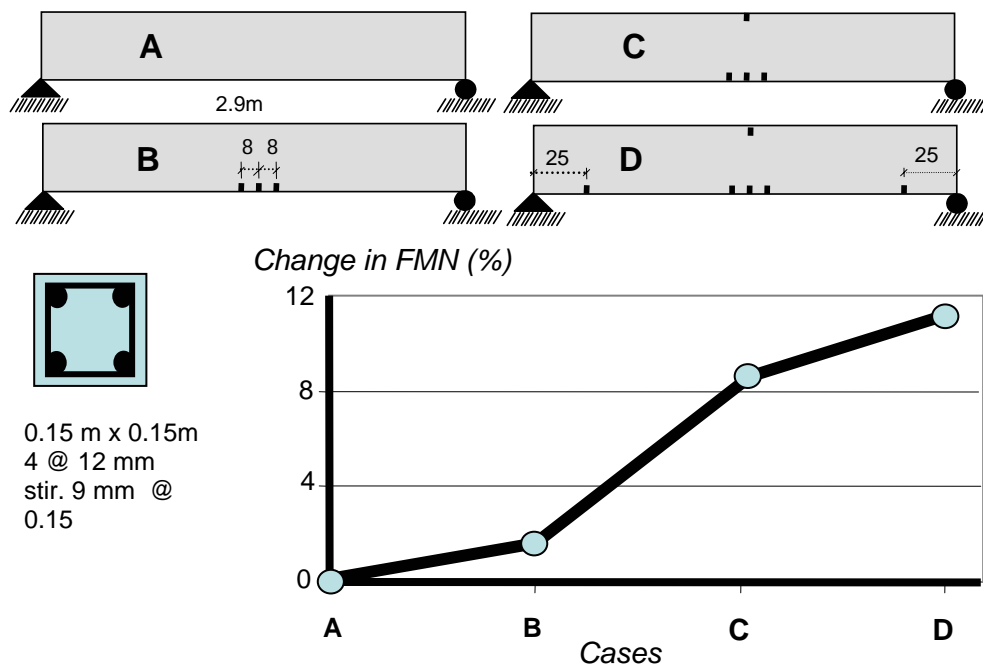 A
2.9m
B
8 8
C
D
25
25
Change in FMN (%)
12
8
4
0
A B C D
Cases
0.15 m x 0.15m
4 @ 12 mm
stir. 9 mm @
0.15